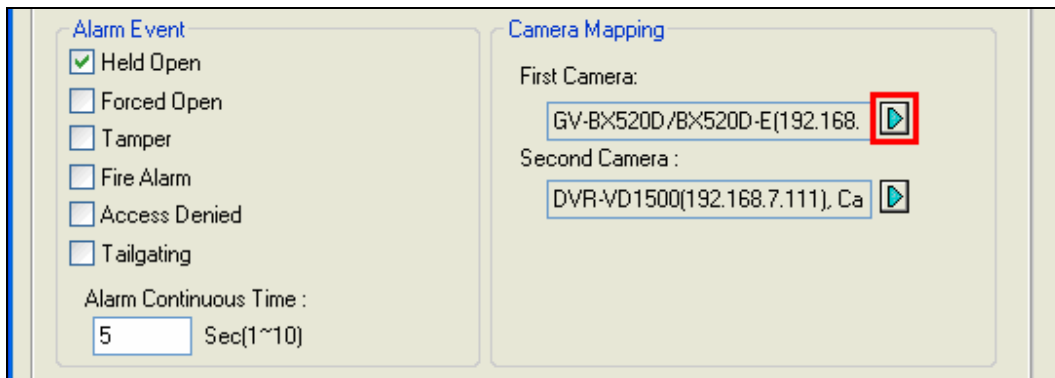 Alarm Event
Held Open
Forced Open
Tamper
Fire Alarm
Access Denied
Tailgating
Alarm Continuous Time :
5 Sec(1~10)
Camera Mapping
First Camera:
GV-BX520D/BX520D-E(192.168.
Second Camera :
DVR-VD1500(192.168.7.111), Ca